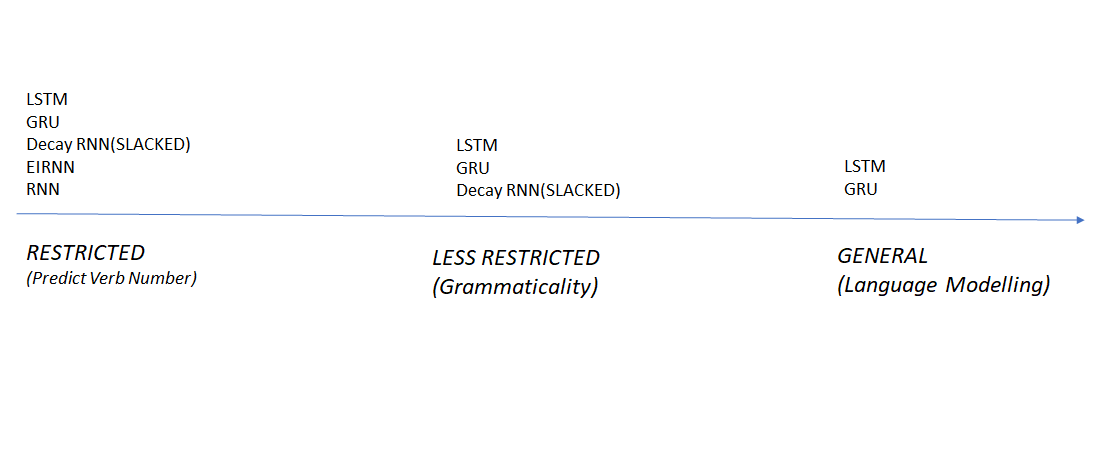 LSTM
GRU
Decay RNN(SLACKED)
EIRNN
RNN
RESTRICTED
(Predict Verb Number)
LSTM
GRU
Decay RNN(SLACKED)
LESS RESTRICTED
(Grammaticality)
LSTM
GRU
GENERAL
(Language Modelling)